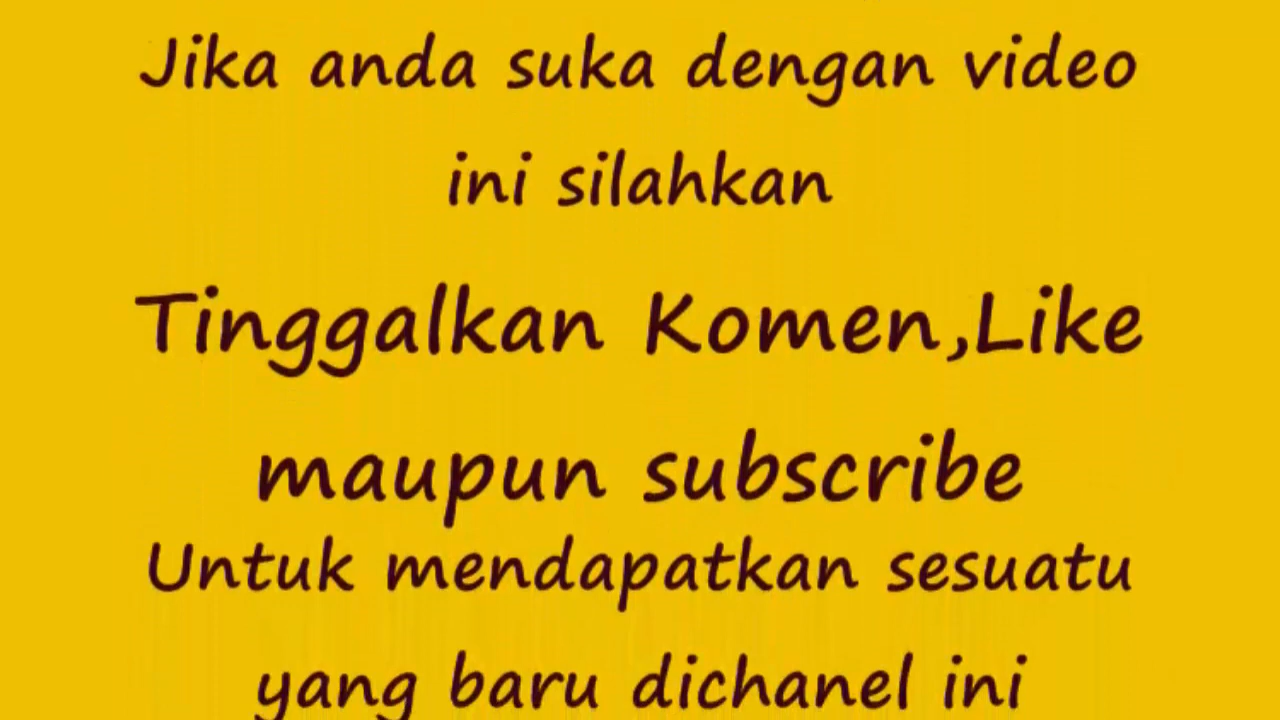 Jika anda suka dengan video
ini silahkan
Tinggalkan Komen,Like
maupun subscribe
Untuk mendapatkan sesuatu
yang baru dichanel ini